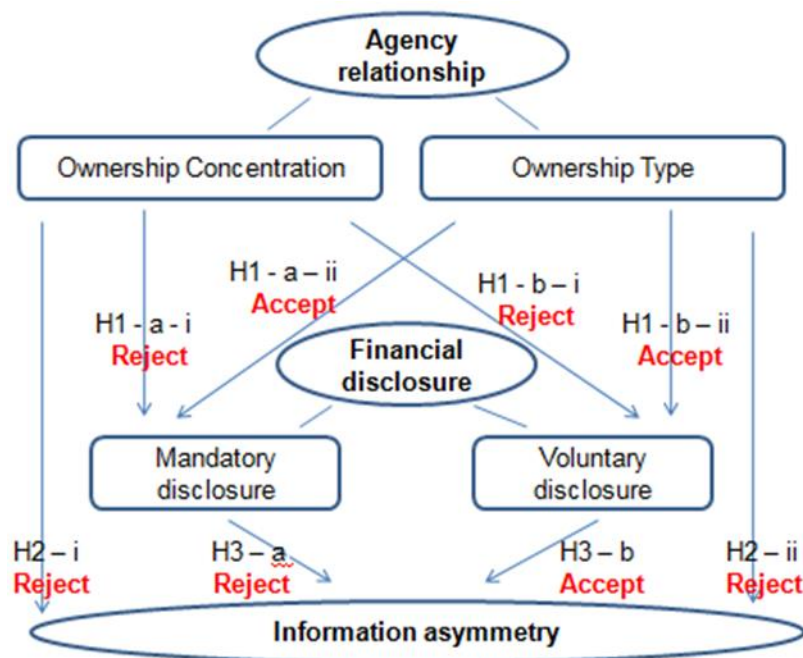 Agency
relationship
Ownership Concentration
Ownership Type
H1 - a – ii
Accept
H1 - b – i
Reject
H1 - a - i
Reject
H1 - b – ii
Accept
Financial
disclosure
Mandatory
disclosure
Voluntary
disclosure
H2 – i
Reject
H3 – a
Reject
H3 – b
Accept
H2 – ii
Reject
Information asymmetry